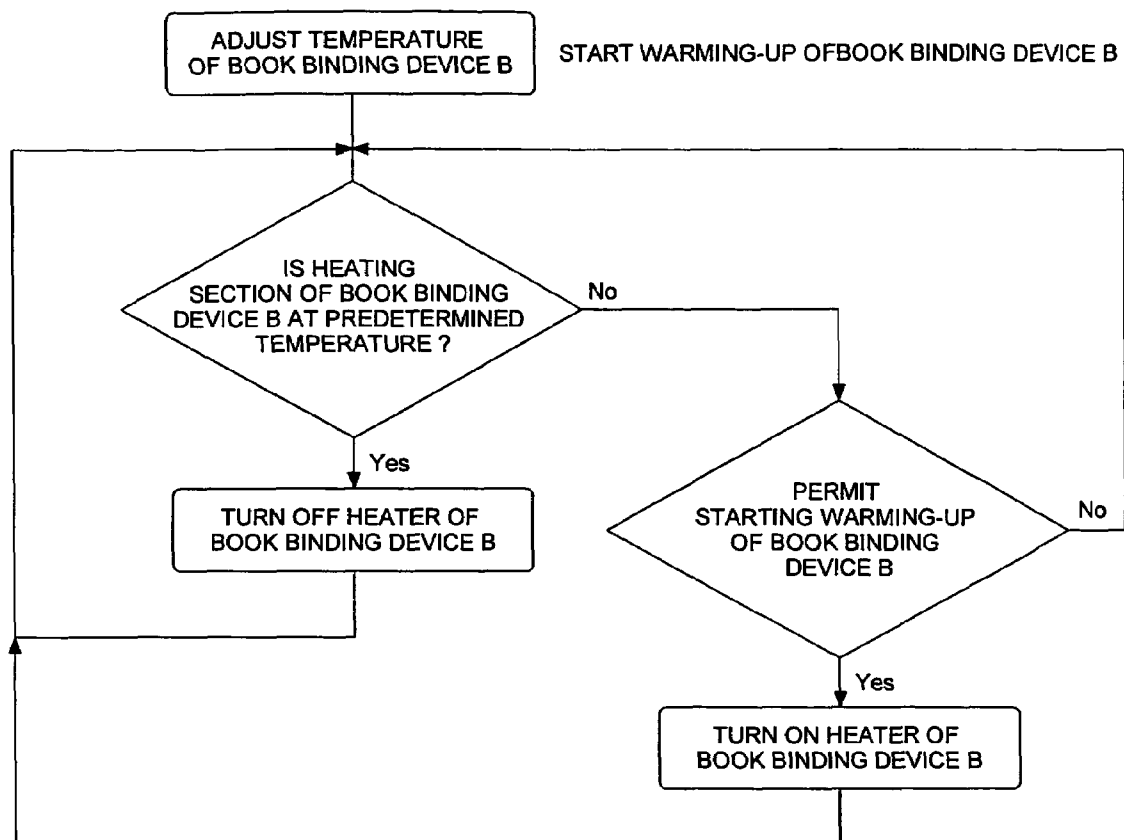 ADJUST TEMPERATURE
OF BOOK BINDING DEVICE B
START WARMING-UP OFBOOK BINDING DEVICE B
IS HEATING
SECTION OF BOOK BINDING
DEVICE B AT PREDETERMINED
TEMPERATURE ?
No
Yes
TURN OFF HEATER OF
BOOK BINDING DEVICE B
PERMIT
STARTING WARMING-UP
OF BOOK BINDING
DEVICE B
No
Yes
TURN ON HEATER OF
BOOK BINDING DEVICE B